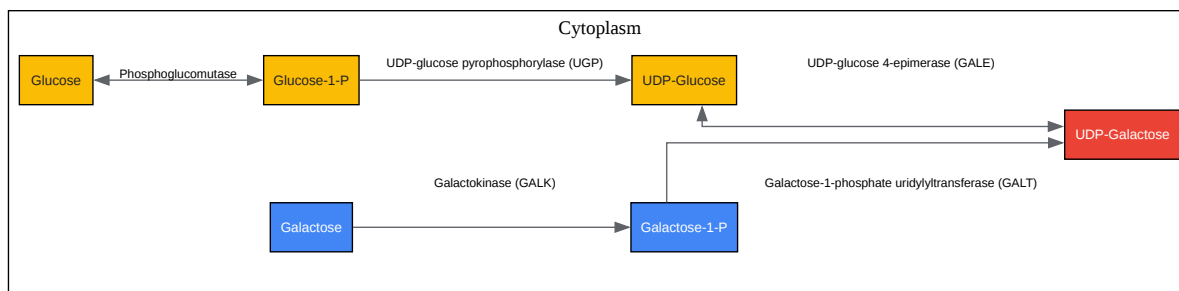 Cytoplasm
Glucose
Phosphoglucomutase
Glucose-1-P
UDP-glucose pyrophosphorylase (UGP)
UDP-Glucose
UDP-glucose 4-epimerase (GALE)
UDP-Galactose
Galactokinase (GALK)
Galactose-1-phosphate uridylyltransferase (GALT)
Galactose
Galactose-1-P